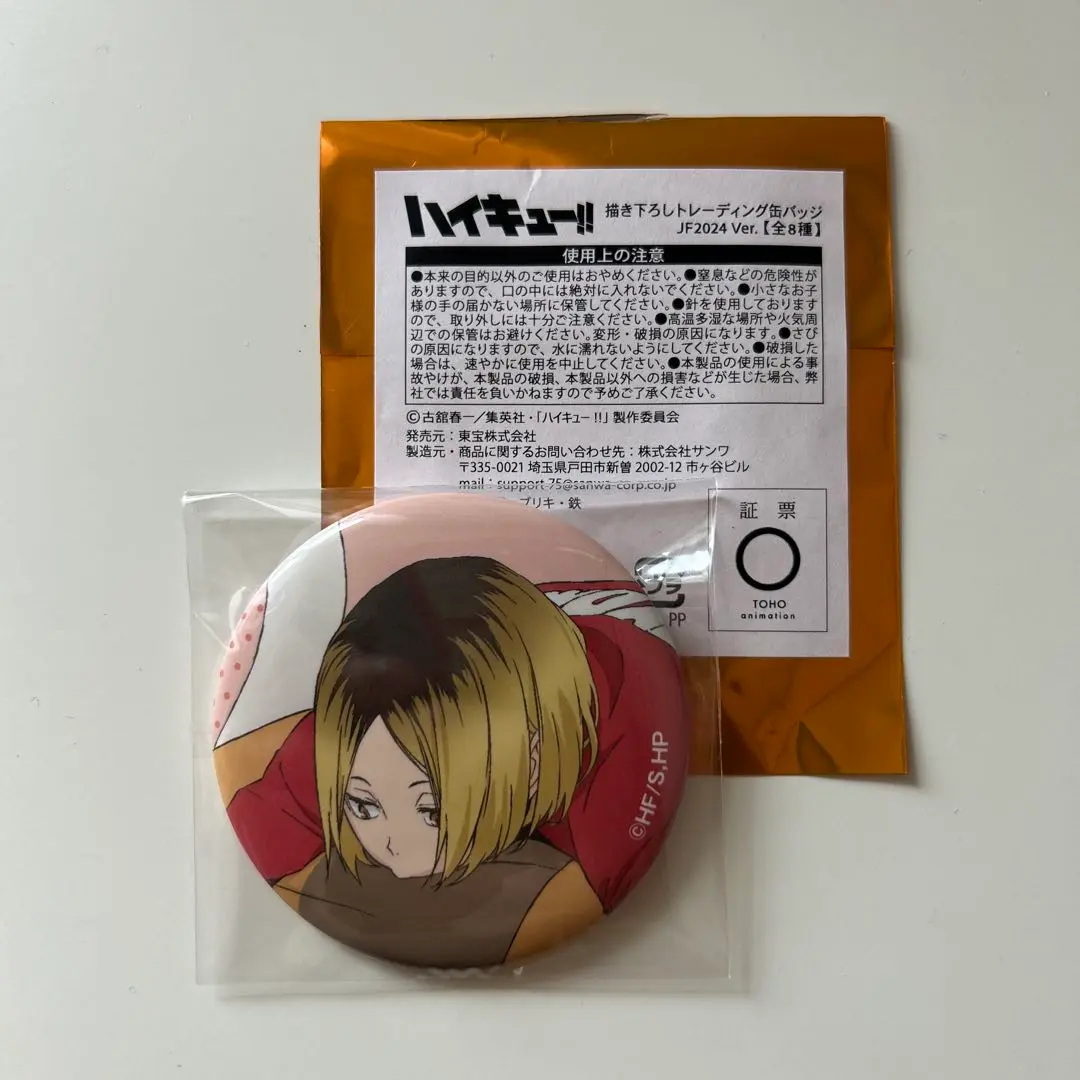 ハイキュー!! 描き下ろしトレーディング缶バッジ
JF2024 Ver.【全8種】
使用上の注意
●本来の目的以外のご使用はおやめください。●窒息などの危険性が
ありますので、口の中には絶対に入れないでください。●小さなお子
様の手の届かない場所に保管してください。●針を使用しております
ので、取り外しには十分ご注意ください。●高温多湿な場所や火気周
辺での保管はお避けください。変形・破損の原因になります。●さび
の原因になりますので、水に濡れないようにしてください。●破損した
場合は、速やかに使用を中止してください。●本製品の使用による事
故やけが、本製品の破損、本製品以外への損害などが生じた場合、弊
社では責任を負いかねますので予めご了承ください。
©古舘春一/集英社・「ハイキュー!!」製作委員会
発売元:東宝株式会社
製造元・商品に関するお問い合わせ先:株式会社サンワ
〒335-0021 埼玉県戸田市新曽 2002-12 市ヶ谷ビル
mail:support-75@sanwa-corp.co.jp
ブリキ・鉄
証 票
TOHO
animation
プラ
PP
©HF/S,HP